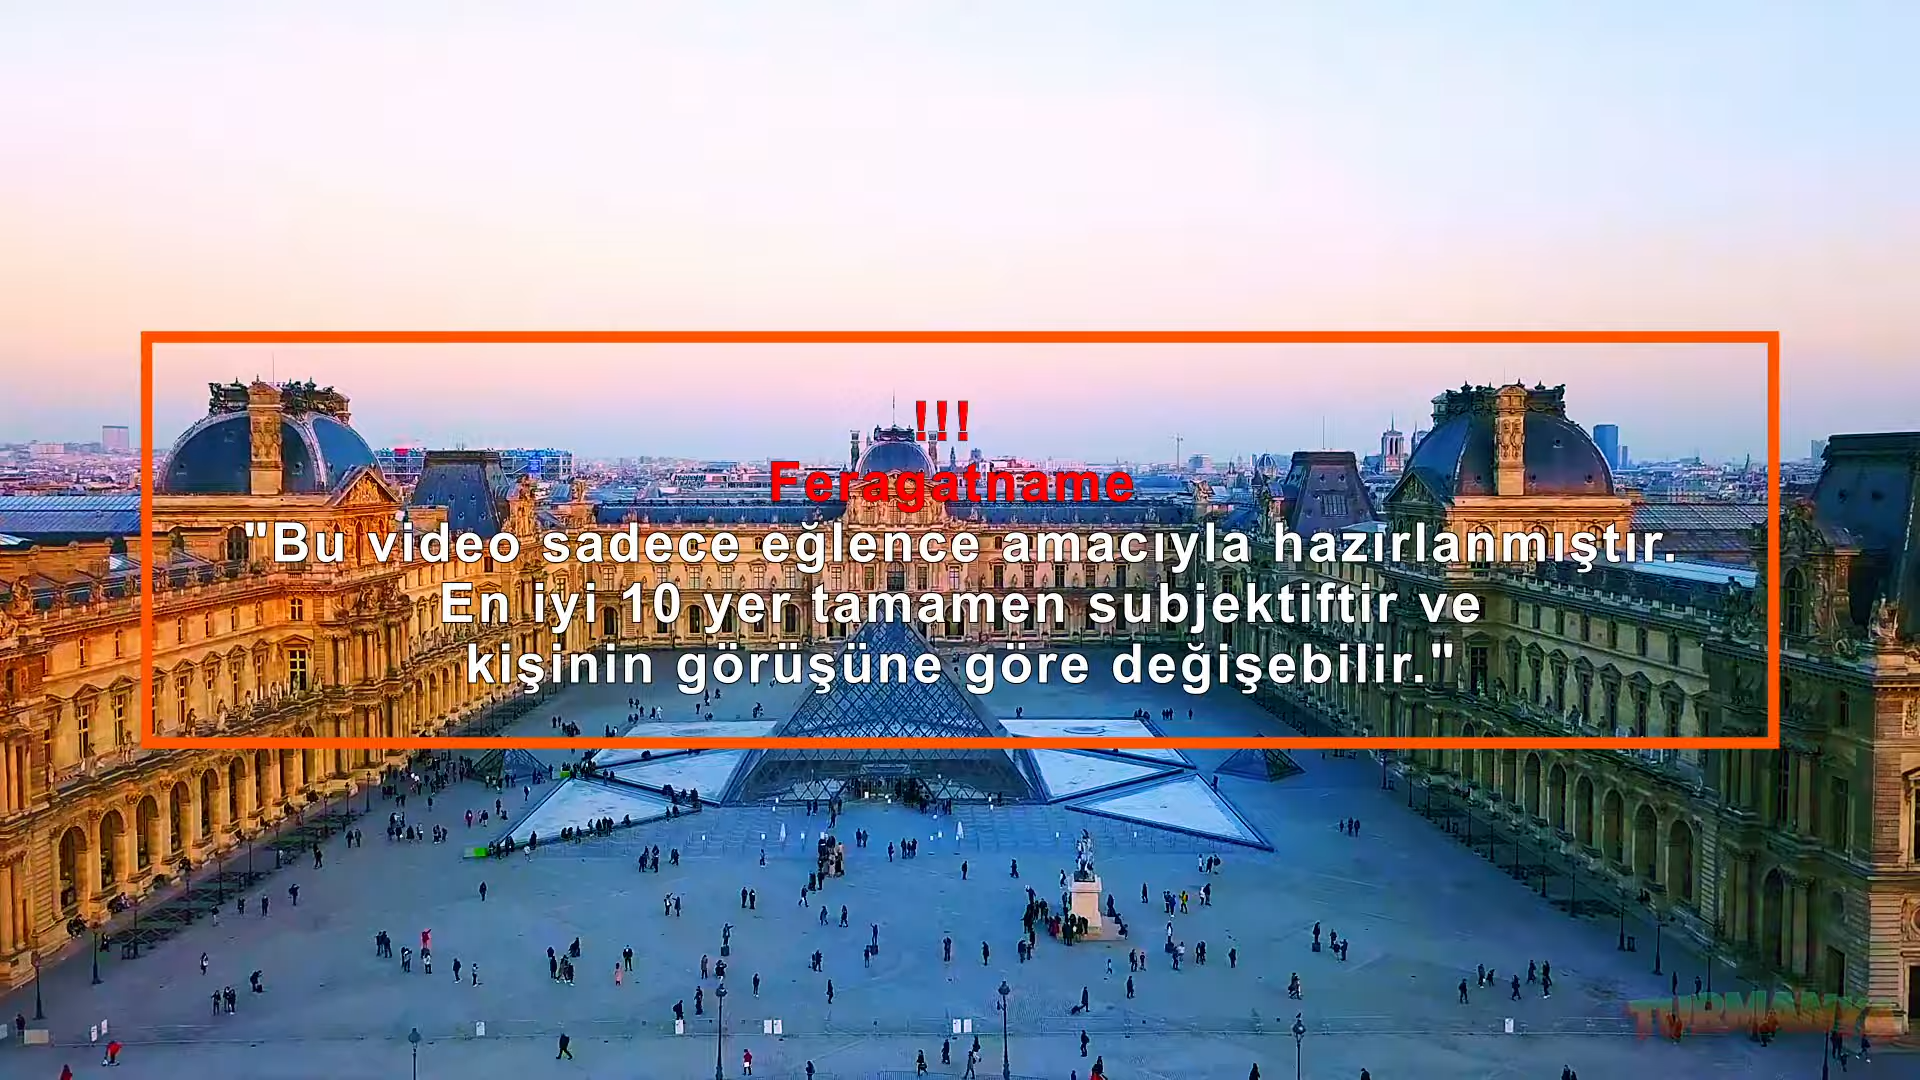 !!!
Feragatname
"Bu video sadece eğlence amacıyla hazırlanmıştır.
En iyi 10 yer tamamen subjektiftir ve
kişinin görüşüne göre değişebilir."